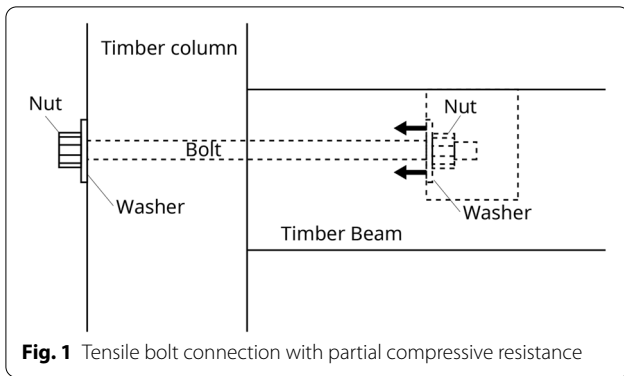 Timber column
Nut
Nut
Bolt
Washer
Washer
Timber Beam
Fig. 1 Tensile bolt connection with partial compressive resistance